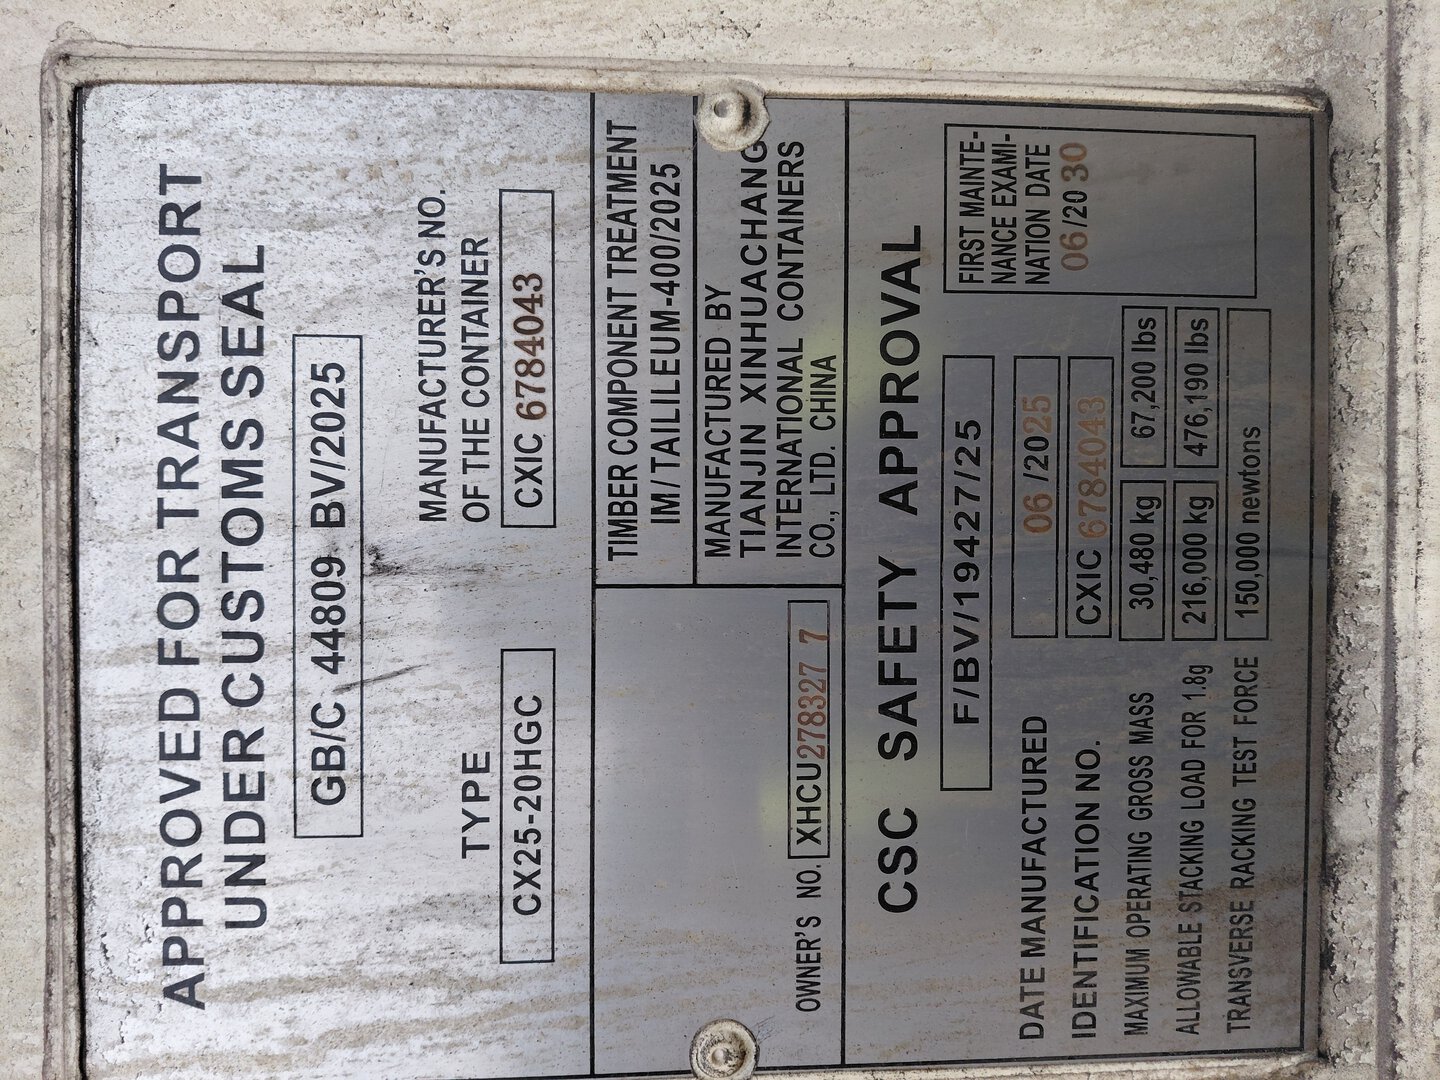 APPROVED FOR TRANSPORT
UNDER CUSTOMS SEAL
GB/C 44809 BV/2025
TYPE
CX25-20HGC
MANUFACTURER'S NO.
OF THE CONTAINER
CXIC 6784043
TIMBER COMPONENT TREATMENT
IM/TAILILEUM-400/2025
MANUFACTURED BY
TIANJIN XINHUACHANG
INTERNATIONAL CONTAINERS
CO., LTD. CHINA
OWNER'S NO. XHCU278327 7
CSC SAFETY APPROVAL
F/BV/19427/25
FIRST MAINTE-
NANCE EXAMI-
NATION DATE
06/2030
DATE MANUFACTURED 06/2025
IDENTIFICATION NO. CXIC 6784043
MAXIMUM OPERATING GROSS MASS 30,480 kg 67,200 lbs
ALLOWABLE STACKING LOAD FOR 1.8g 216,000 kg 476,190 lbs
TRANSVERSE RACKING TEST FORCE 150,000 newtons